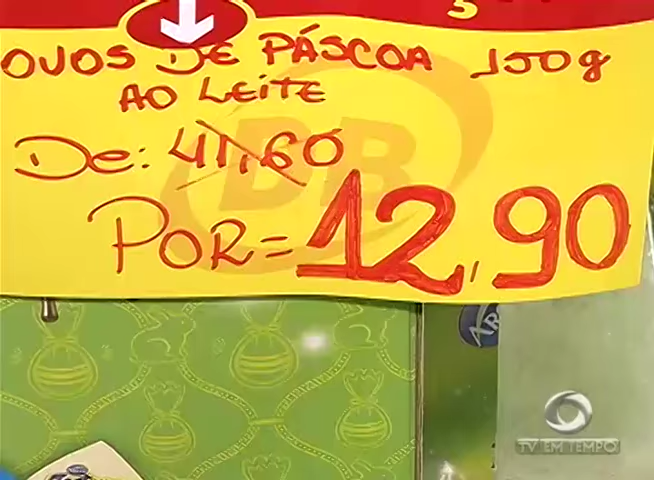 OVOS DE PÁSCOA 150g
AO LEITE
De: 41,60
POR= 12,90
TV EM TEMPO